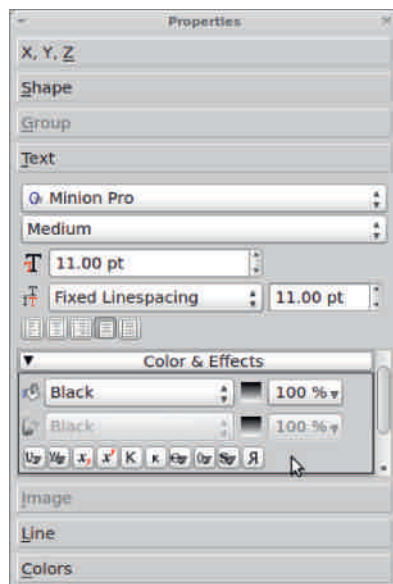 Properties
X, Y, Z
Shape
Group
Text
Minion Pro
Medium
11.00 pt
Fixed Linespacing 11.00 pt
Color & Effects
Black 100 %
Black 100 %
Image
Line
Colors